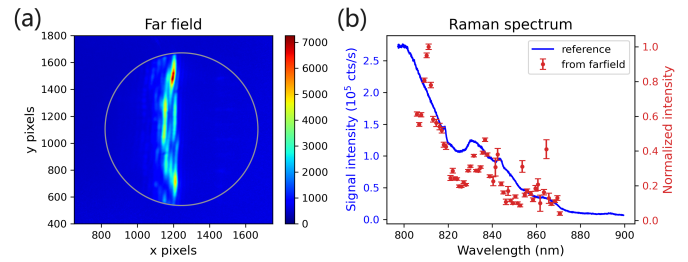 (a)
Far field
1800
1600
1400
1200
1000
800
600
400
y pixels
800 1000 1200 1400 1600
x pixels
7000
6000
5000
4000
3000
2000
1000
0
(b)
Raman spectrum
reference
from farfield
Signal intensity (10⁵ cts/s)
3.0
2.5
2.0
1.5
1.0
0.5
0.0
800 820 840 860 880 900
Wavelength (nm)
1.0
0.8
0.6
0.4
0.2
0.0
Normalized intensity